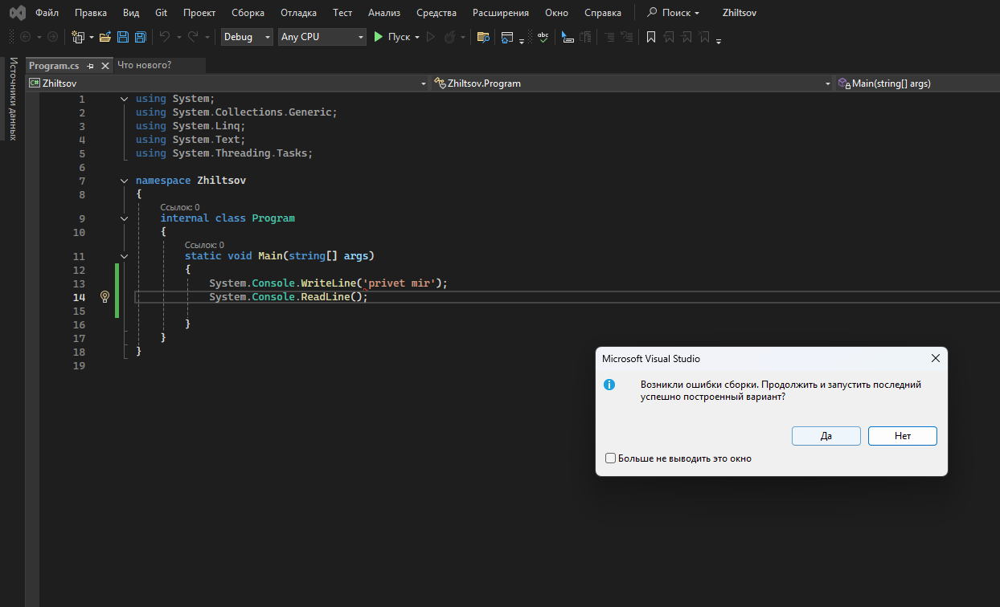 Файл Правка Вид Git Проект Сборка Отладка Тест Анализ Средства Расширения Окно Справка Поиск Zhiltsov
Debug Any CPU Пуск abc
Источники данных
Program.cs Что нового?
C# Zhiltsov Zhiltsov.Program Main(string[] args)
1 using System;
2 using System.Collections.Generic;
3 using System.Linq;
4 using System.Text;
5 using System.Threading.Tasks;
6
7 namespace Zhiltsov
8 {
Ссылок: 0
9 internal class Program
10 {
Ссылок: 0
11 static void Main(string[] args)
12 {
13 System.Console.WriteLine('privet mir');
14 System.Console.ReadLine();
15
16 }
17 }
18 }
19
Microsoft Visual Studio
Возникли ошибки сборки. Продолжить и запустить последний
успешно построенный вариант?
Да Нет
Больше не выводить это окно